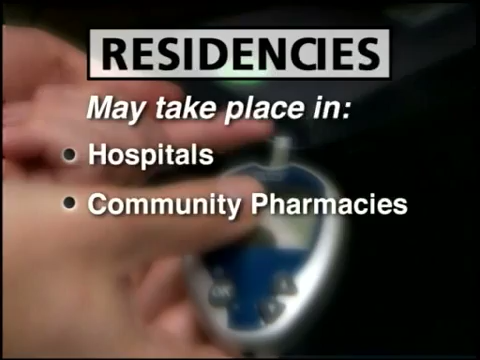 RESIDENCIES
May take place in:
• Hospitals
• Community Pharmacies